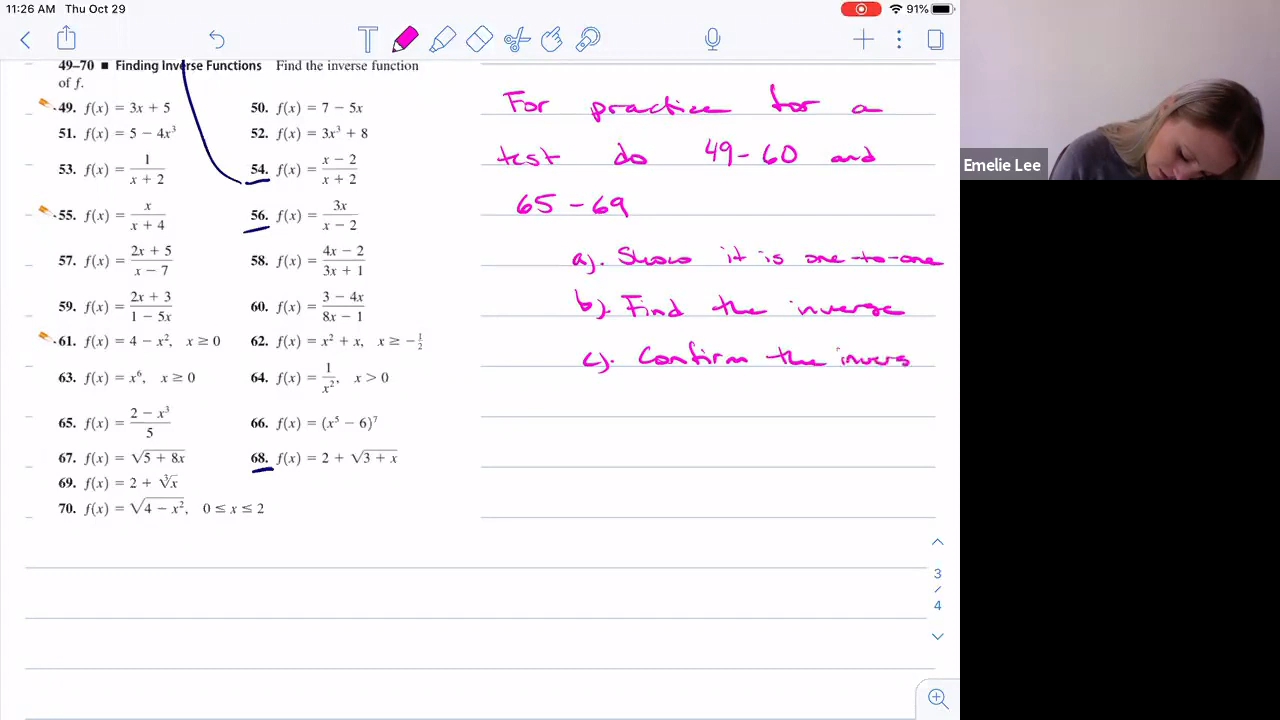 11:26 AM Thu Oct 29
91%
T
49–70 ■ Finding Inverse Functions Find the inverse function
of f.
49. f(x) = 3x + 5
50. f(x) = 7 − 5x
51. f(x) = 5 − 4x³
52. f(x) = 3x³ + 8
53. f(x) = 1/(x + 2)
54. f(x) = (x − 2)/(x + 2)
55. f(x) = x/(x + 4)
56. f(x) = 3x/(x − 2)
57. f(x) = (2x + 5)/(x − 7)
58. f(x) = (4x − 2)/(3x + 1)
59. f(x) = (2x + 3)/(1 − 5x)
60. f(x) = (3 − 4x)/(8x − 1)
61. f(x) = 4 − x², x ≥ 0
62. f(x) = x² + x, x ≥ −1/2
63. f(x) = x⁶, x ≥ 0
64. f(x) = 1/x², x > 0
65. f(x) = (2 − x³)/5
66. f(x) = (x⁵ − 6)⁷
67. f(x) = √(5 + 8x)
68. f(x) = 2 + √(3 + x)
69. f(x) = 2 + ∛x
70. f(x) = √(4 − x²), 0 ≤ x ≤ 2
For practice for a
test do 49-60 and
65-69
a). Show it is one-to-one
b). Find the inverse
c). Confirm the invers
3
/
4
Emelie Lee